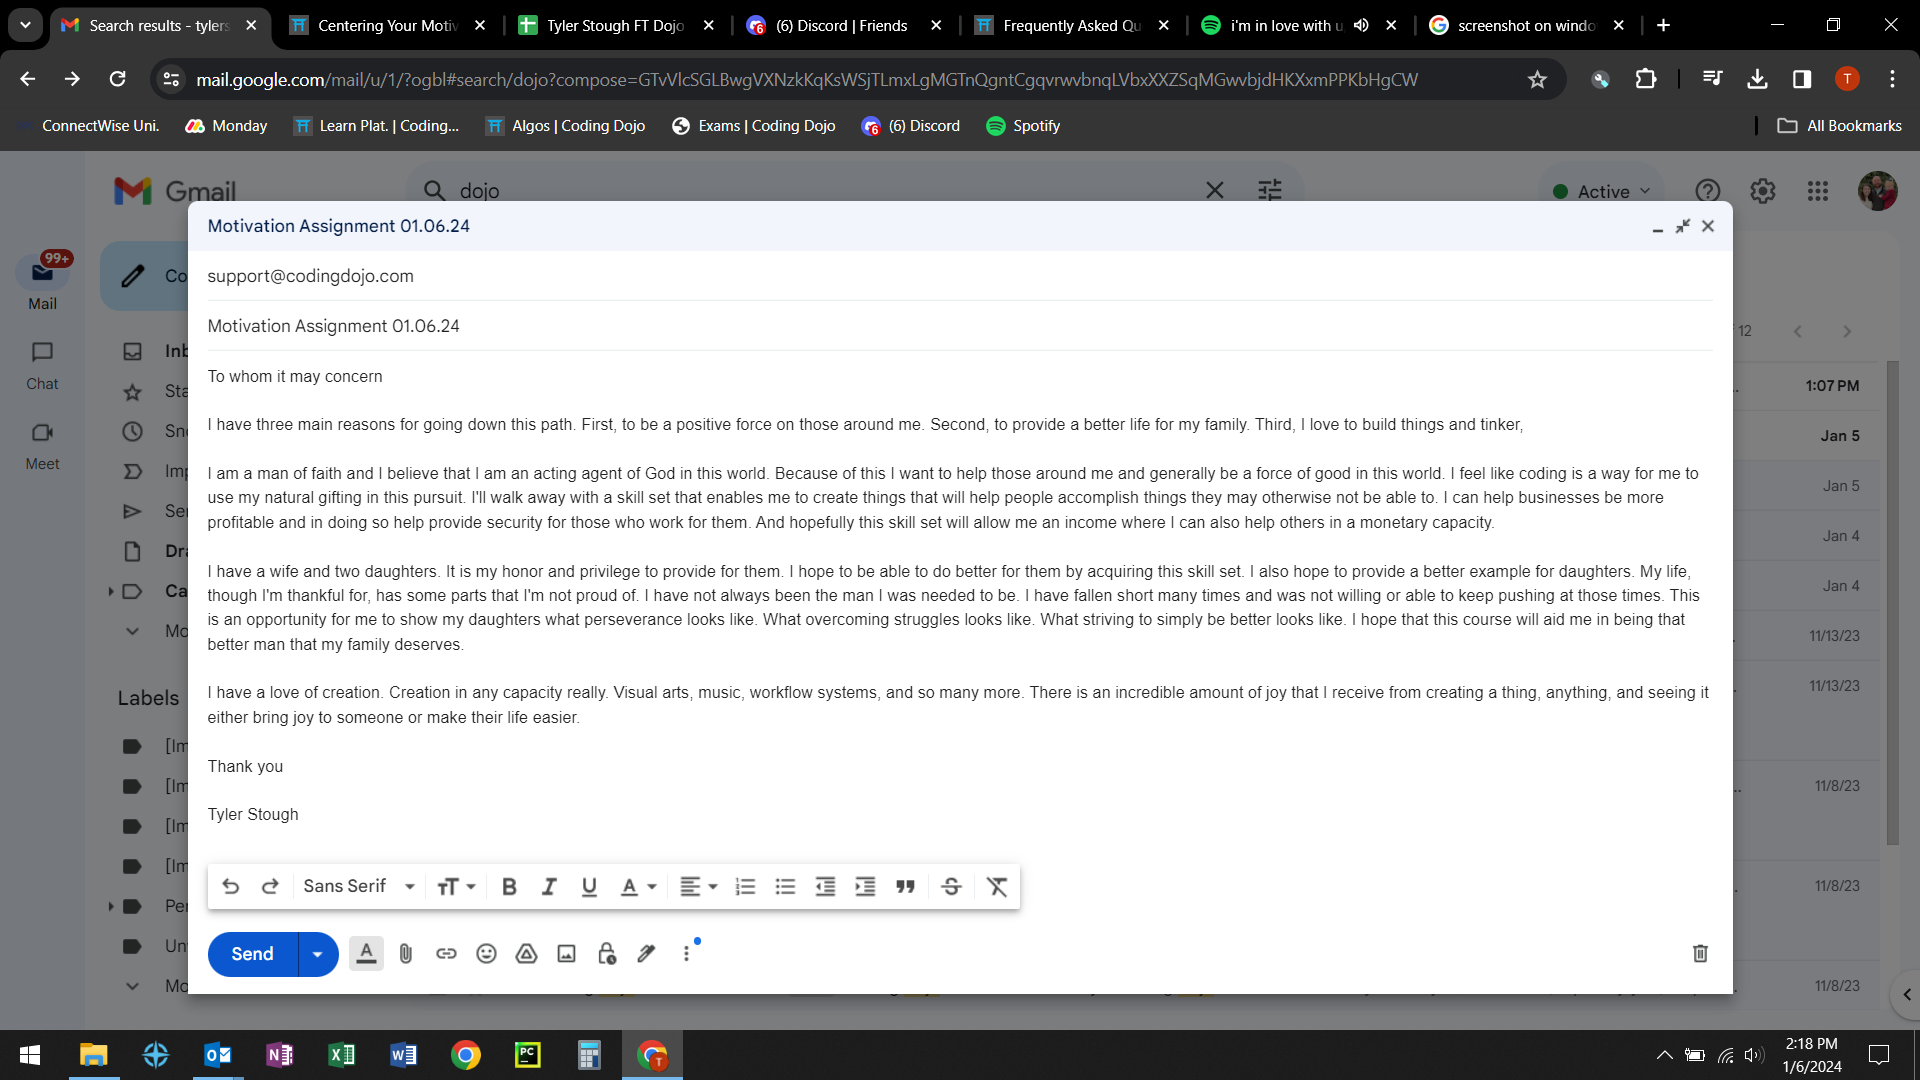 Search results - tylers
Centering Your Motiv
Tyler Stough FT Dojo
(6) Discord | Friends
Frequently Asked Qu
i'm in love with u,
screenshot on windo
mail.google.com/mail/u/1/?ogbl#search/dojo?compose=GTvVlcSGLBwgVXNzkKqKsWSjTLmxLgMGTnQgntCgqvrwvbnqLVbxXXZSqMGwvbjdHKXxmPPKbHgCW
T
ConnectWise Uni.
Monday
Learn Plat. | Coding...
Algos | Coding Dojo
Exams | Coding Dojo
(6) Discord
Spotify
All Bookmarks
Gmail
dojo
Active
Motivation Assignment 01.06.24
support@codingdojo.com
Motivation Assignment 01.06.24
To whom it may concern
I have three main reasons for going down this path. First, to be a positive force on those around me. Second, to provide a better life for my family. Third, I love to build things and tinker,
I am a man of faith and I believe that I am an acting agent of God in this world. Because of this I want to help those around me and generally be a force of good in this world. I feel like coding is a way for me to
use my natural gifting in this pursuit. I'll walk away with a skill set that enables me to create things that will help people accomplish things they may otherwise not be able to. I can help businesses be more
profitable and in doing so help provide security for those who work for them. And hopefully this skill set will allow me an income where I can also help others in a monetary capacity.
I have a wife and two daughters. It is my honor and privilege to provide for them. I hope to be able to do better for them by acquiring this skill set. I also hope to provide a better example for daughters. My life,
though I'm thankful for, has some parts that I'm not proud of. I have not always been the man I was needed to be. I have fallen short many times and was not willing or able to keep pushing at those times. This
is an opportunity for me to show my daughters what perseverance looks like. What overcoming struggles looks like. What striving to simply be better looks like. I hope that this course will aid me in being that
better man that my family deserves.
I have a love of creation. Creation in any capacity really. Visual arts, music, workflow systems, and so many more. There is an incredible amount of joy that I receive from creating a thing, anything, and seeing it
either bring joy to someone or make their life easier.
Thank you
Tyler Stough
Sans Serif
Send
99+
Mail
Chat
Meet
Co
Inb
Sta
Sno
Imp
Sen
Dra
Ca
Mo
Labels
[Im
[Im
[Im
[Im
Per
Un
Mo
12
1:07 PM
Jan 5
Jan 5
Jan 4
Jan 4
11/13/23
11/13/23
11/8/23
11/8/23
11/8/23
2:18 PM
1/6/2024